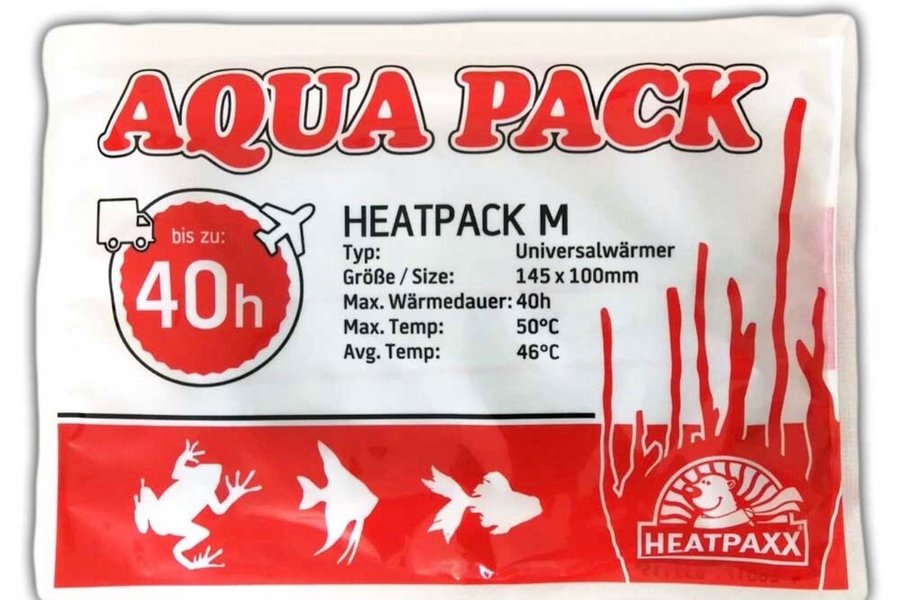 AQUA PACK
bis zu:
40h
HEATPACK M
Typ: Universalwärmer
Größe / Size: 145 x 100mm
Max. Wärmedauer: 40h
Max. Temp: 50°C
Avg. Temp: 46°C
HEATPAXX